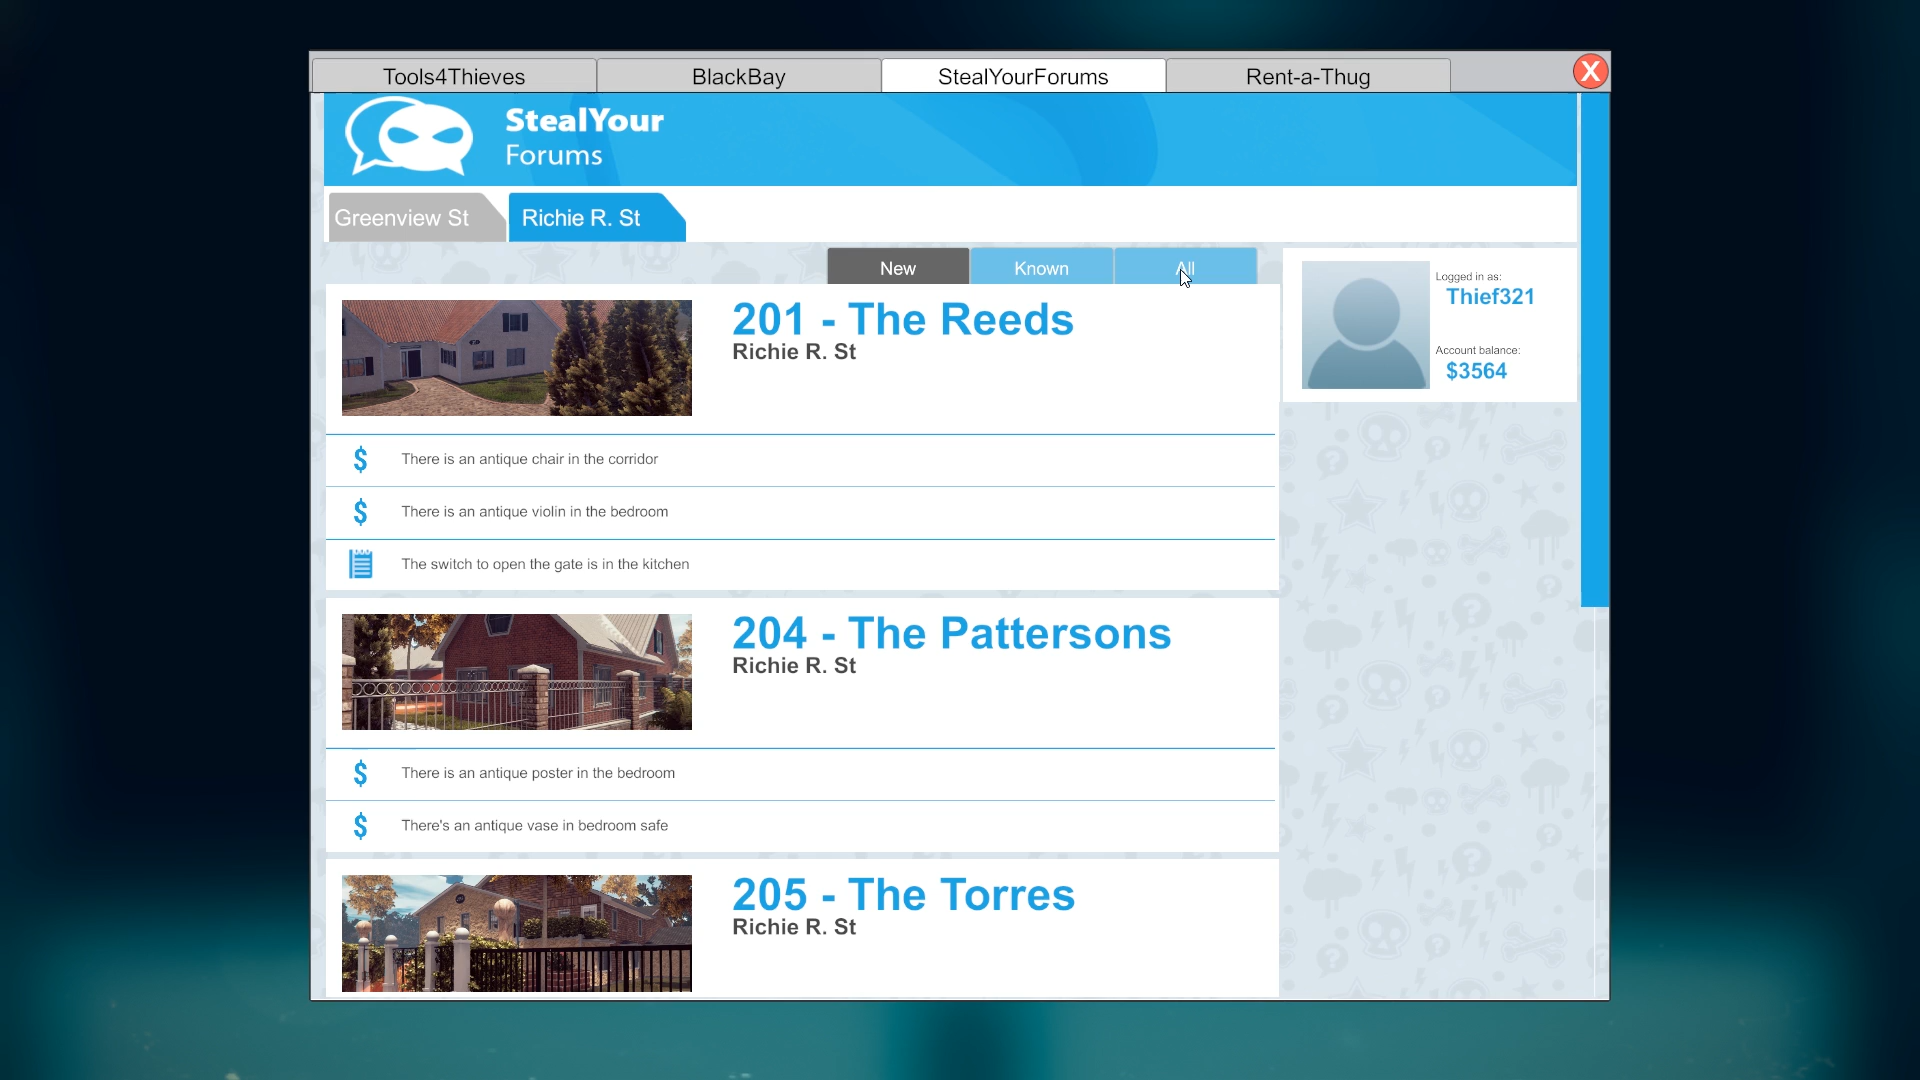 Tools4Thieves
BlackBay
StealYourForums
Rent-a-Thug
X
StealYour
Forums
Greenview St
Richie R. St
New
Known
All
Logged in as:
Thief321
Account balance:
$3564
201 - The Reeds
Richie R. St
$ There is an antique chair in the corridor
$ There is an antique violin in the bedroom
The switch to open the gate is in the kitchen
204 - The Pattersons
Richie R. St
$ There is an antique poster in the bedroom
$ There's an antique vase in bedroom safe
205 - The Torres
Richie R. St